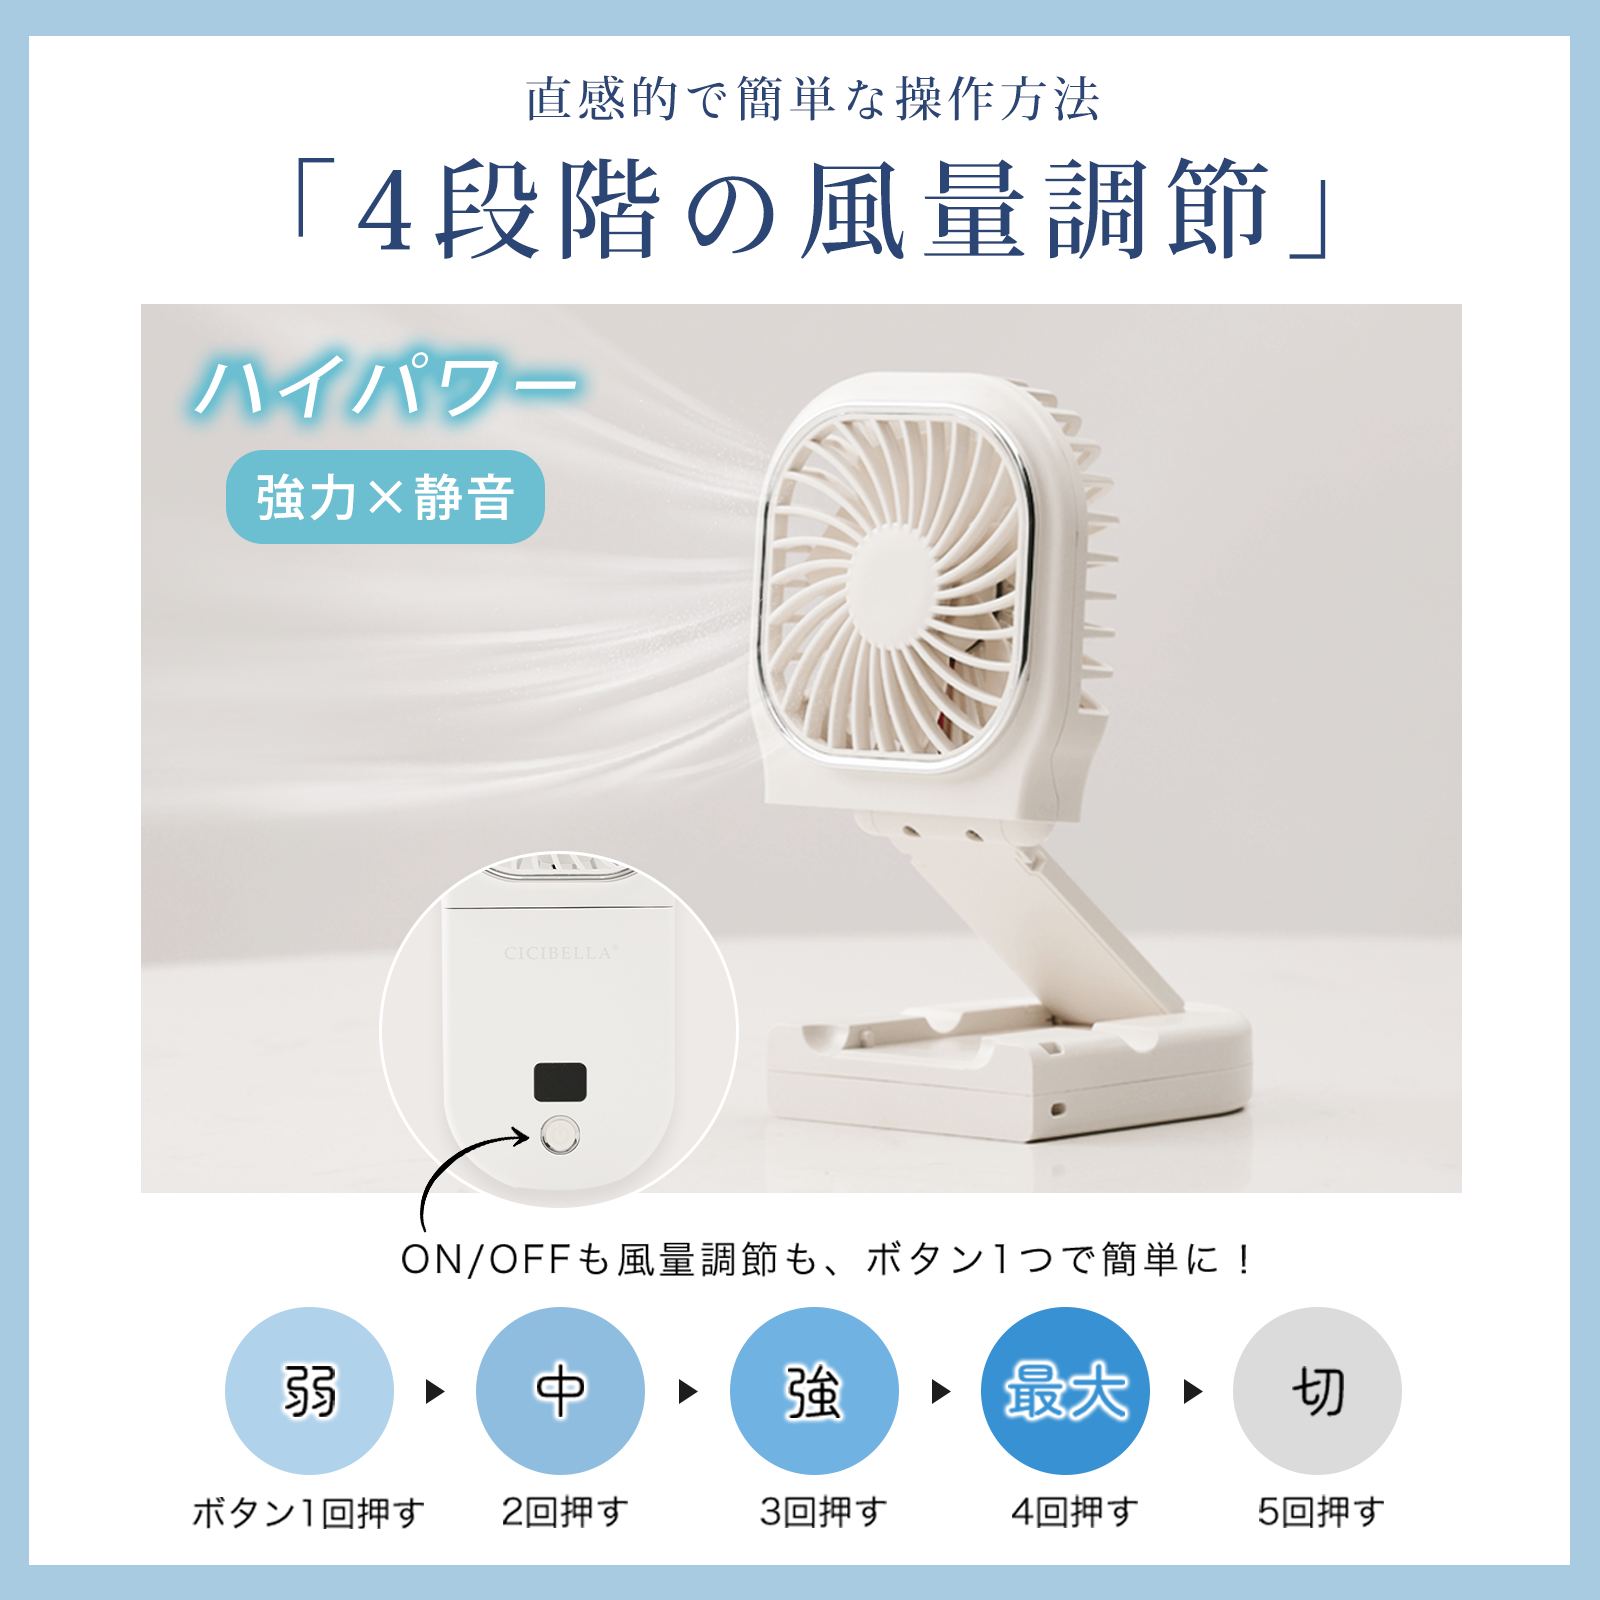 直感的で簡単な操作方法
「4段階の風量調節」
ハイパワー
強力×静音
CICIBELLA®
ON/OFFも風量調節も、ボタン1つで簡単に！
弱
中
強
最大
切
ボタン1回押す
2回押す
3回押す
4回押す
5回押す